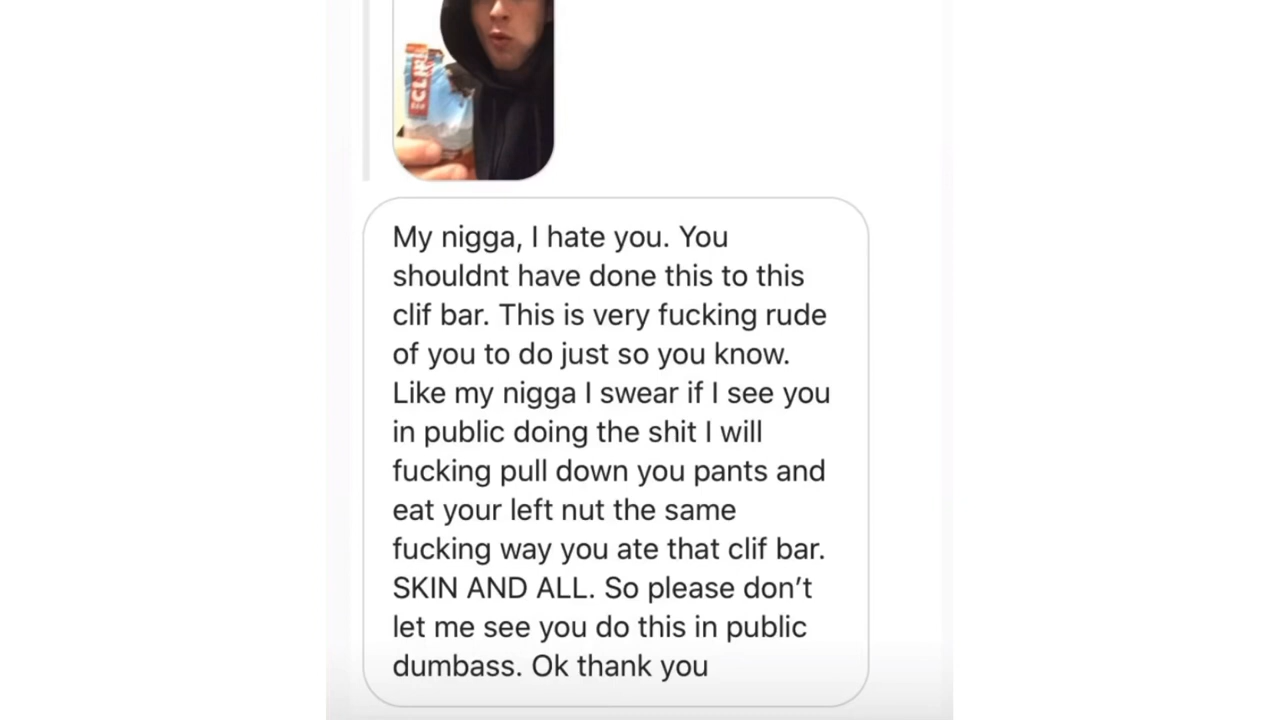 CLIF
BAR
My nigga, I hate you. You
shouldnt have done this to this
clif bar. This is very fucking rude
of you to do just so you know.
Like my nigga I swear if I see you
in public doing the shit I will
fucking pull down you pants and
eat your left nut the same
fucking way you ate that clif bar.
SKIN AND ALL. So please don’t
let me see you do this in public
dumbass. Ok thank you